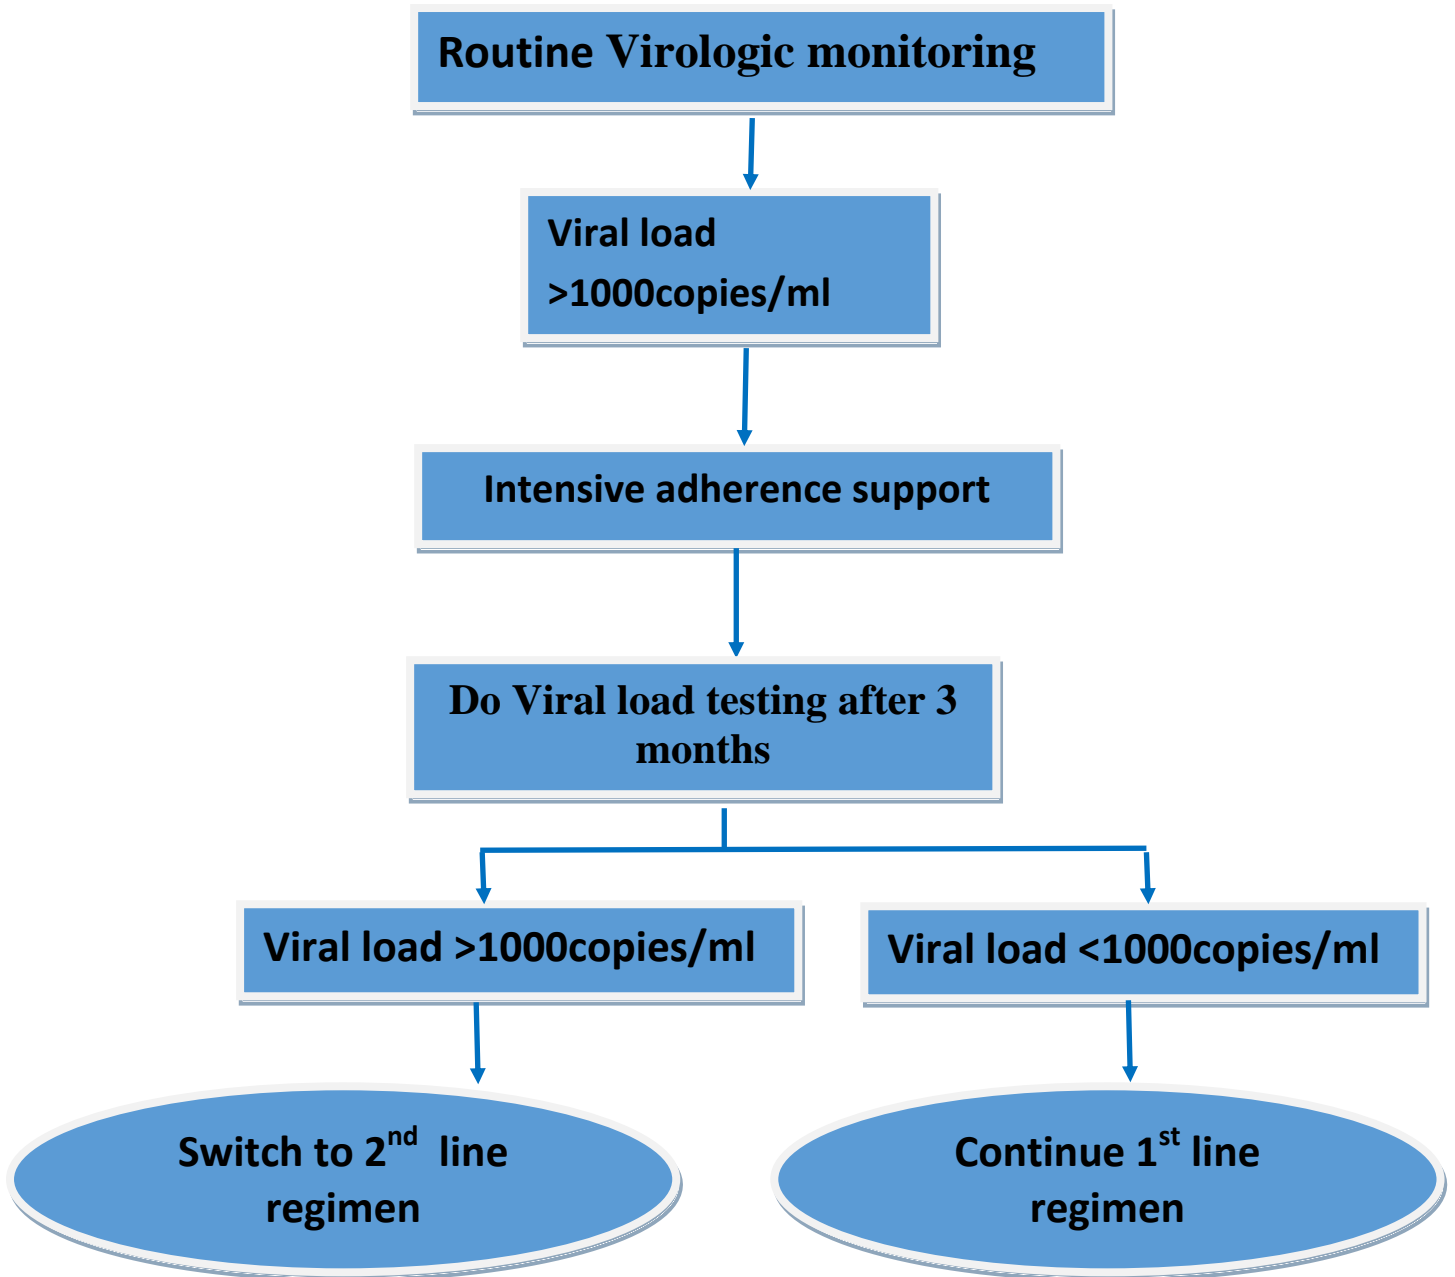 Routine Virologic monitoring
Viral load
>1000copies/ml
Intensive adherence support
Do Viral load testing after 3
months
Viral load >1000copies/ml
Viral load <1000copies/ml
Switch to 2nd line
regimen
Continue 1st line
regimen